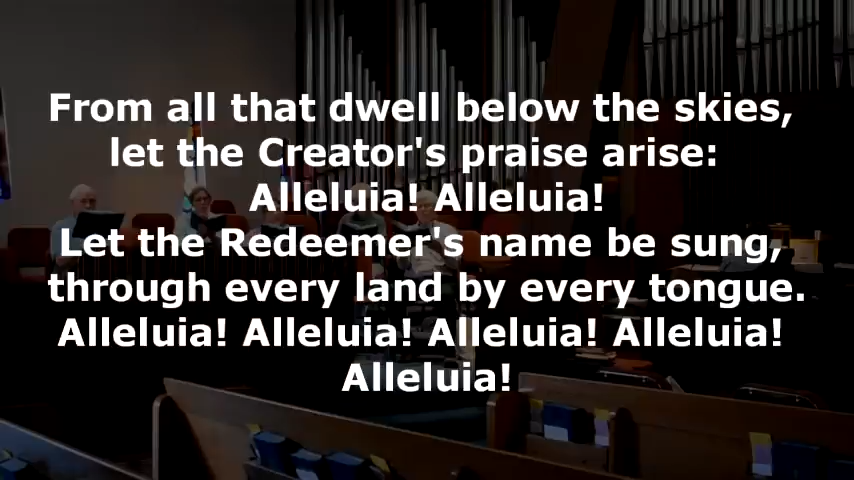 From all that dwell below the skies,
let the Creator's praise arise:
Alleluia! Alleluia!
Let the Redeemer's name be sung,
through every land by every tongue.
Alleluia! Alleluia! Alleluia! Alleluia!
Alleluia!